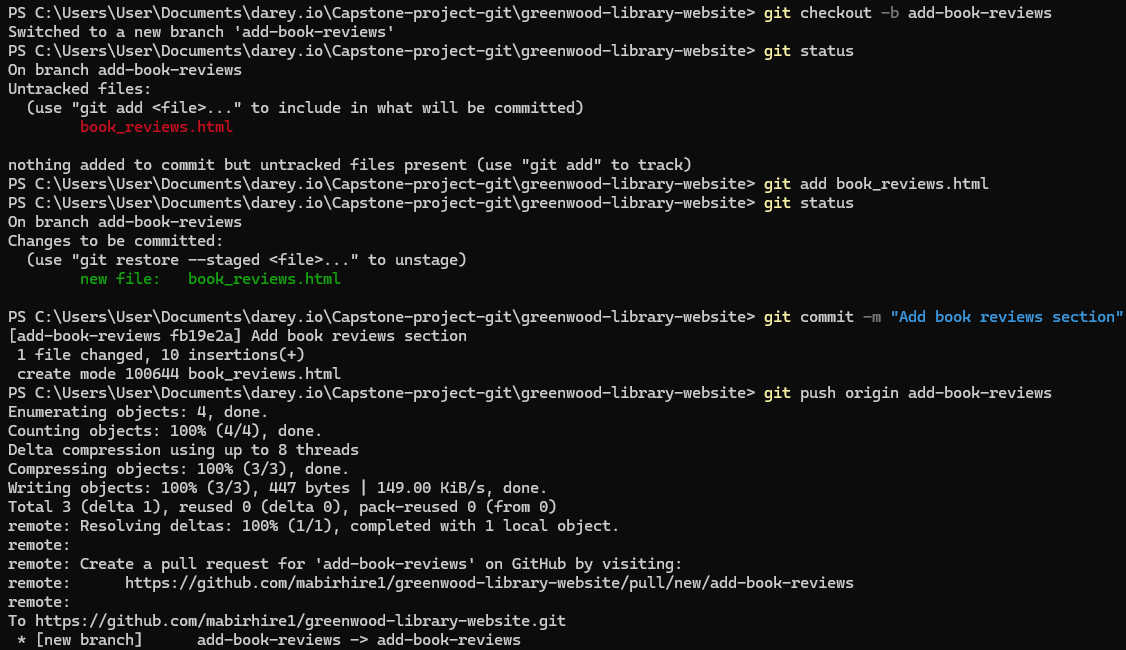 PS C:\Users\User\Documents\darey.io\Capstone-project-git\greenwood-library-website> git checkout -b add-book-reviews
Switched to a new branch 'add-book-reviews'
PS C:\Users\User\Documents\darey.io\Capstone-project-git\greenwood-library-website> git status
On branch add-book-reviews
Untracked files:
  (use "git add <file>..." to include in what will be committed)
        book_reviews.html

nothing added to commit but untracked files present (use "git add" to track)
PS C:\Users\User\Documents\darey.io\Capstone-project-git\greenwood-library-website> git add book_reviews.html
PS C:\Users\User\Documents\darey.io\Capstone-project-git\greenwood-library-website> git status
On branch add-book-reviews
Changes to be committed:
  (use "git restore --staged <file>..." to unstage)
        new file:   book_reviews.html

PS C:\Users\User\Documents\darey.io\Capstone-project-git\greenwood-library-website> git commit -m "Add book reviews section"
[add-book-reviews fb19e2a] Add book reviews section
 1 file changed, 10 insertions(+)
 create mode 100644 book_reviews.html
PS C:\Users\User\Documents\darey.io\Capstone-project-git\greenwood-library-website> git push origin add-book-reviews
Enumerating objects: 4, done.
Counting objects: 100% (4/4), done.
Delta compression using up to 8 threads
Compressing objects: 100% (3/3), done.
Writing objects: 100% (3/3), 447 bytes | 149.00 KiB/s, done.
Total 3 (delta 1), reused 0 (delta 0), pack-reused 0 (from 0)
remote: Resolving deltas: 100% (1/1), completed with 1 local object.
remote:
remote: Create a pull request for 'add-book-reviews' on GitHub by visiting:
remote:      https://github.com/mabirhire1/greenwood-library-website/pull/new/add-book-reviews
remote:
To https://github.com/mabirhire1/greenwood-library-website.git
 * [new branch]      add-book-reviews -> add-book-reviews